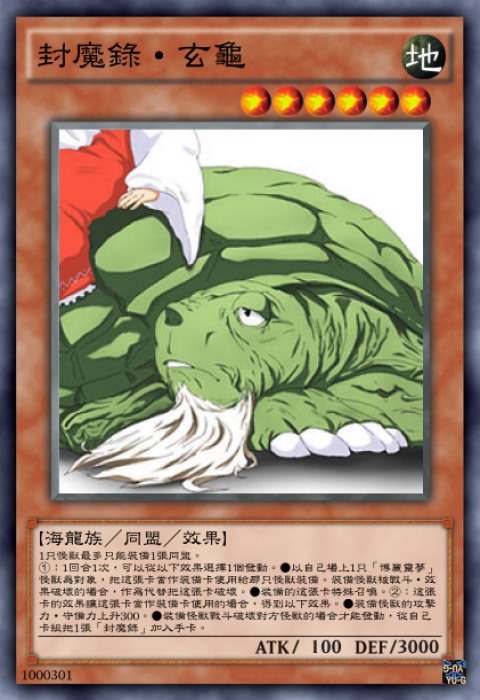 封魔錄・玄龜
地
【海龍族／同盟／效果】
1只怪獸最多只能裝備1張同盟。
①：1回合1次，可以從以下效果選擇1個發動。●以自己場上1只「博麗靈夢」
怪獸為對象，把這張卡當作裝備卡使用給那只怪獸裝備。裝備怪獸被戰斗・效
果破壞的場合，作為代替把這張卡破壞。●裝備的這張卡特殊召喚。②：這張
卡的效果讓這張卡當作裝備卡使用的場合，得到以下效果。●裝備怪獸的攻擊
力・守備力上升300。●裝備怪獸戰斗破壞對方怪獸的場合才能發動，從自己
卡組把1張「封魔錄」加入手卡。
ATK/ 100 DEF/3000
1000301